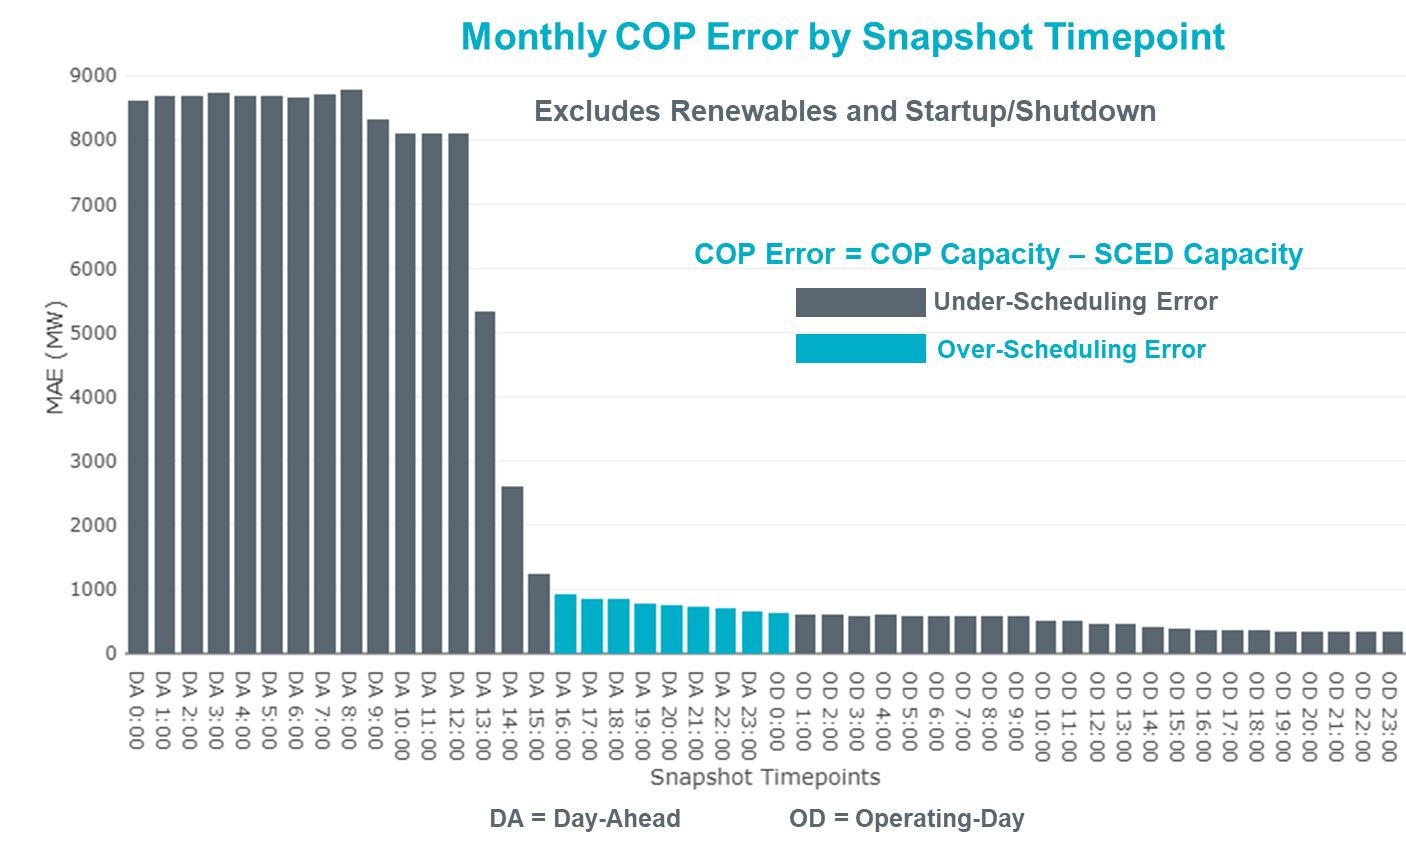 Monthly COP Error by Snapshot Timepoint
Excludes Renewables and Startup/Shutdown
COP Error = COP Capacity – SCED Capacity
Under-Scheduling Error
Over-Scheduling Error
MAE (MW)
9000
8000
7000
6000
5000
4000
3000
2000
1000
0
DA 0:00
DA 1:00
DA 2:00
DA 3:00
DA 4:00
DA 5:00
DA 6:00
DA 7:00
DA 8:00
DA 9:00
DA 10:00
DA 11:00
DA 12:00
DA 13:00
DA 14:00
DA 15:00
DA 16:00
DA 17:00
DA 18:00
DA 19:00
DA 20:00
DA 21:00
DA 22:00
DA 23:00
OD 0:00
OD 1:00
OD 2:00
OD 3:00
OD 4:00
OD 5:00
OD 6:00
OD 7:00
OD 8:00
OD 9:00
OD 10:00
OD 11:00
OD 12:00
OD 13:00
OD 14:00
OD 15:00
OD 16:00
OD 17:00
OD 18:00
OD 19:00
OD 20:00
OD 21:00
OD 22:00
OD 23:00
Snapshot Timepoints
DA = Day-Ahead
OD = Operating-Day